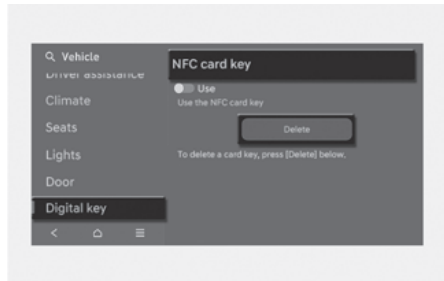 Vehicle
Driver assistance
Climate
Seats
Lights
Door
Digital key
NFC card key
Use
Use the NFC card key
Delete
To delete a card key, press [Delete] below.